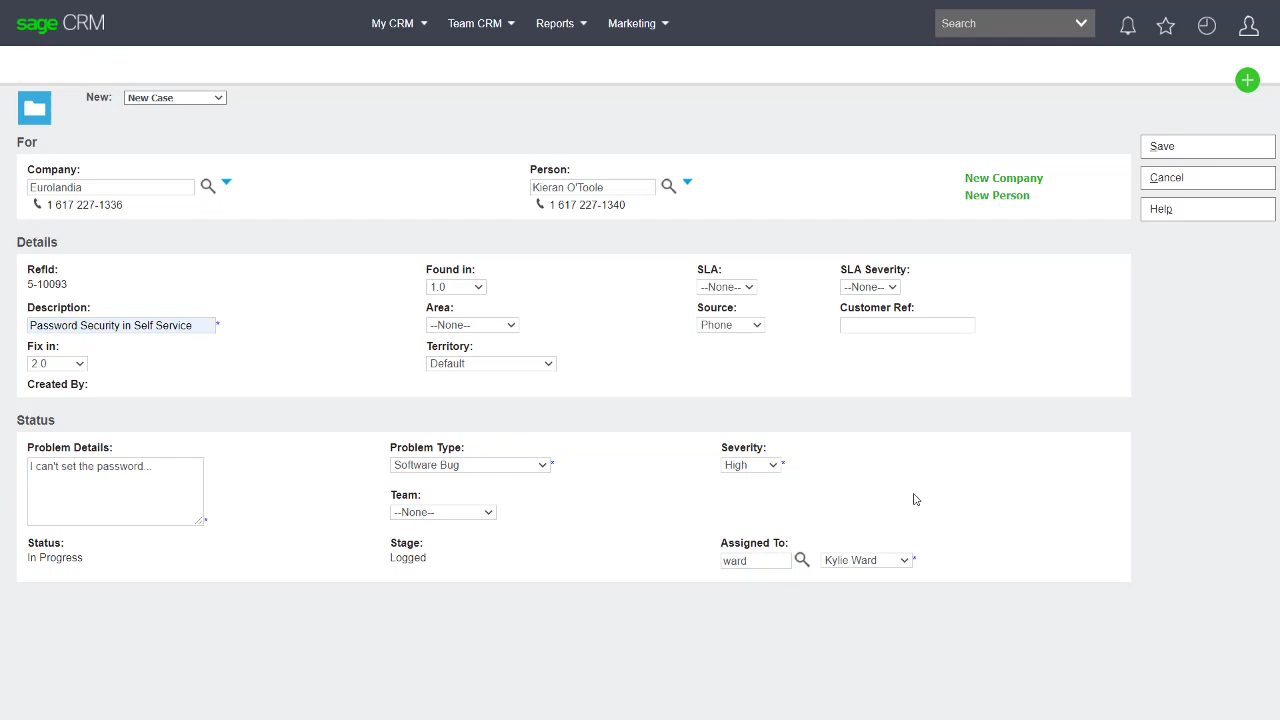 sage CRM My CRM Team CRM Reports Marketing Search
New: New Case
For
Company: Person:
Eurolandia Kieran O'Toole
1 617 227-1336 1 617 227-1340
New Company
New Person
Save
Cancel
Help
Details
RefId: Found in: SLA: SLA Severity:
5-10093 1.0 --None-- --None--
Description: Area: Source: Customer Ref:
Password Security in Self Service * --None-- Phone
Fix in: Territory:
2.0 Default
Created By:
Status
Problem Details: Problem Type: Severity:
I can't set the password... * Software Bug * High *
Team:
--None--
Status: Stage: Assigned To:
In Progress Logged ward Kylie Ward *